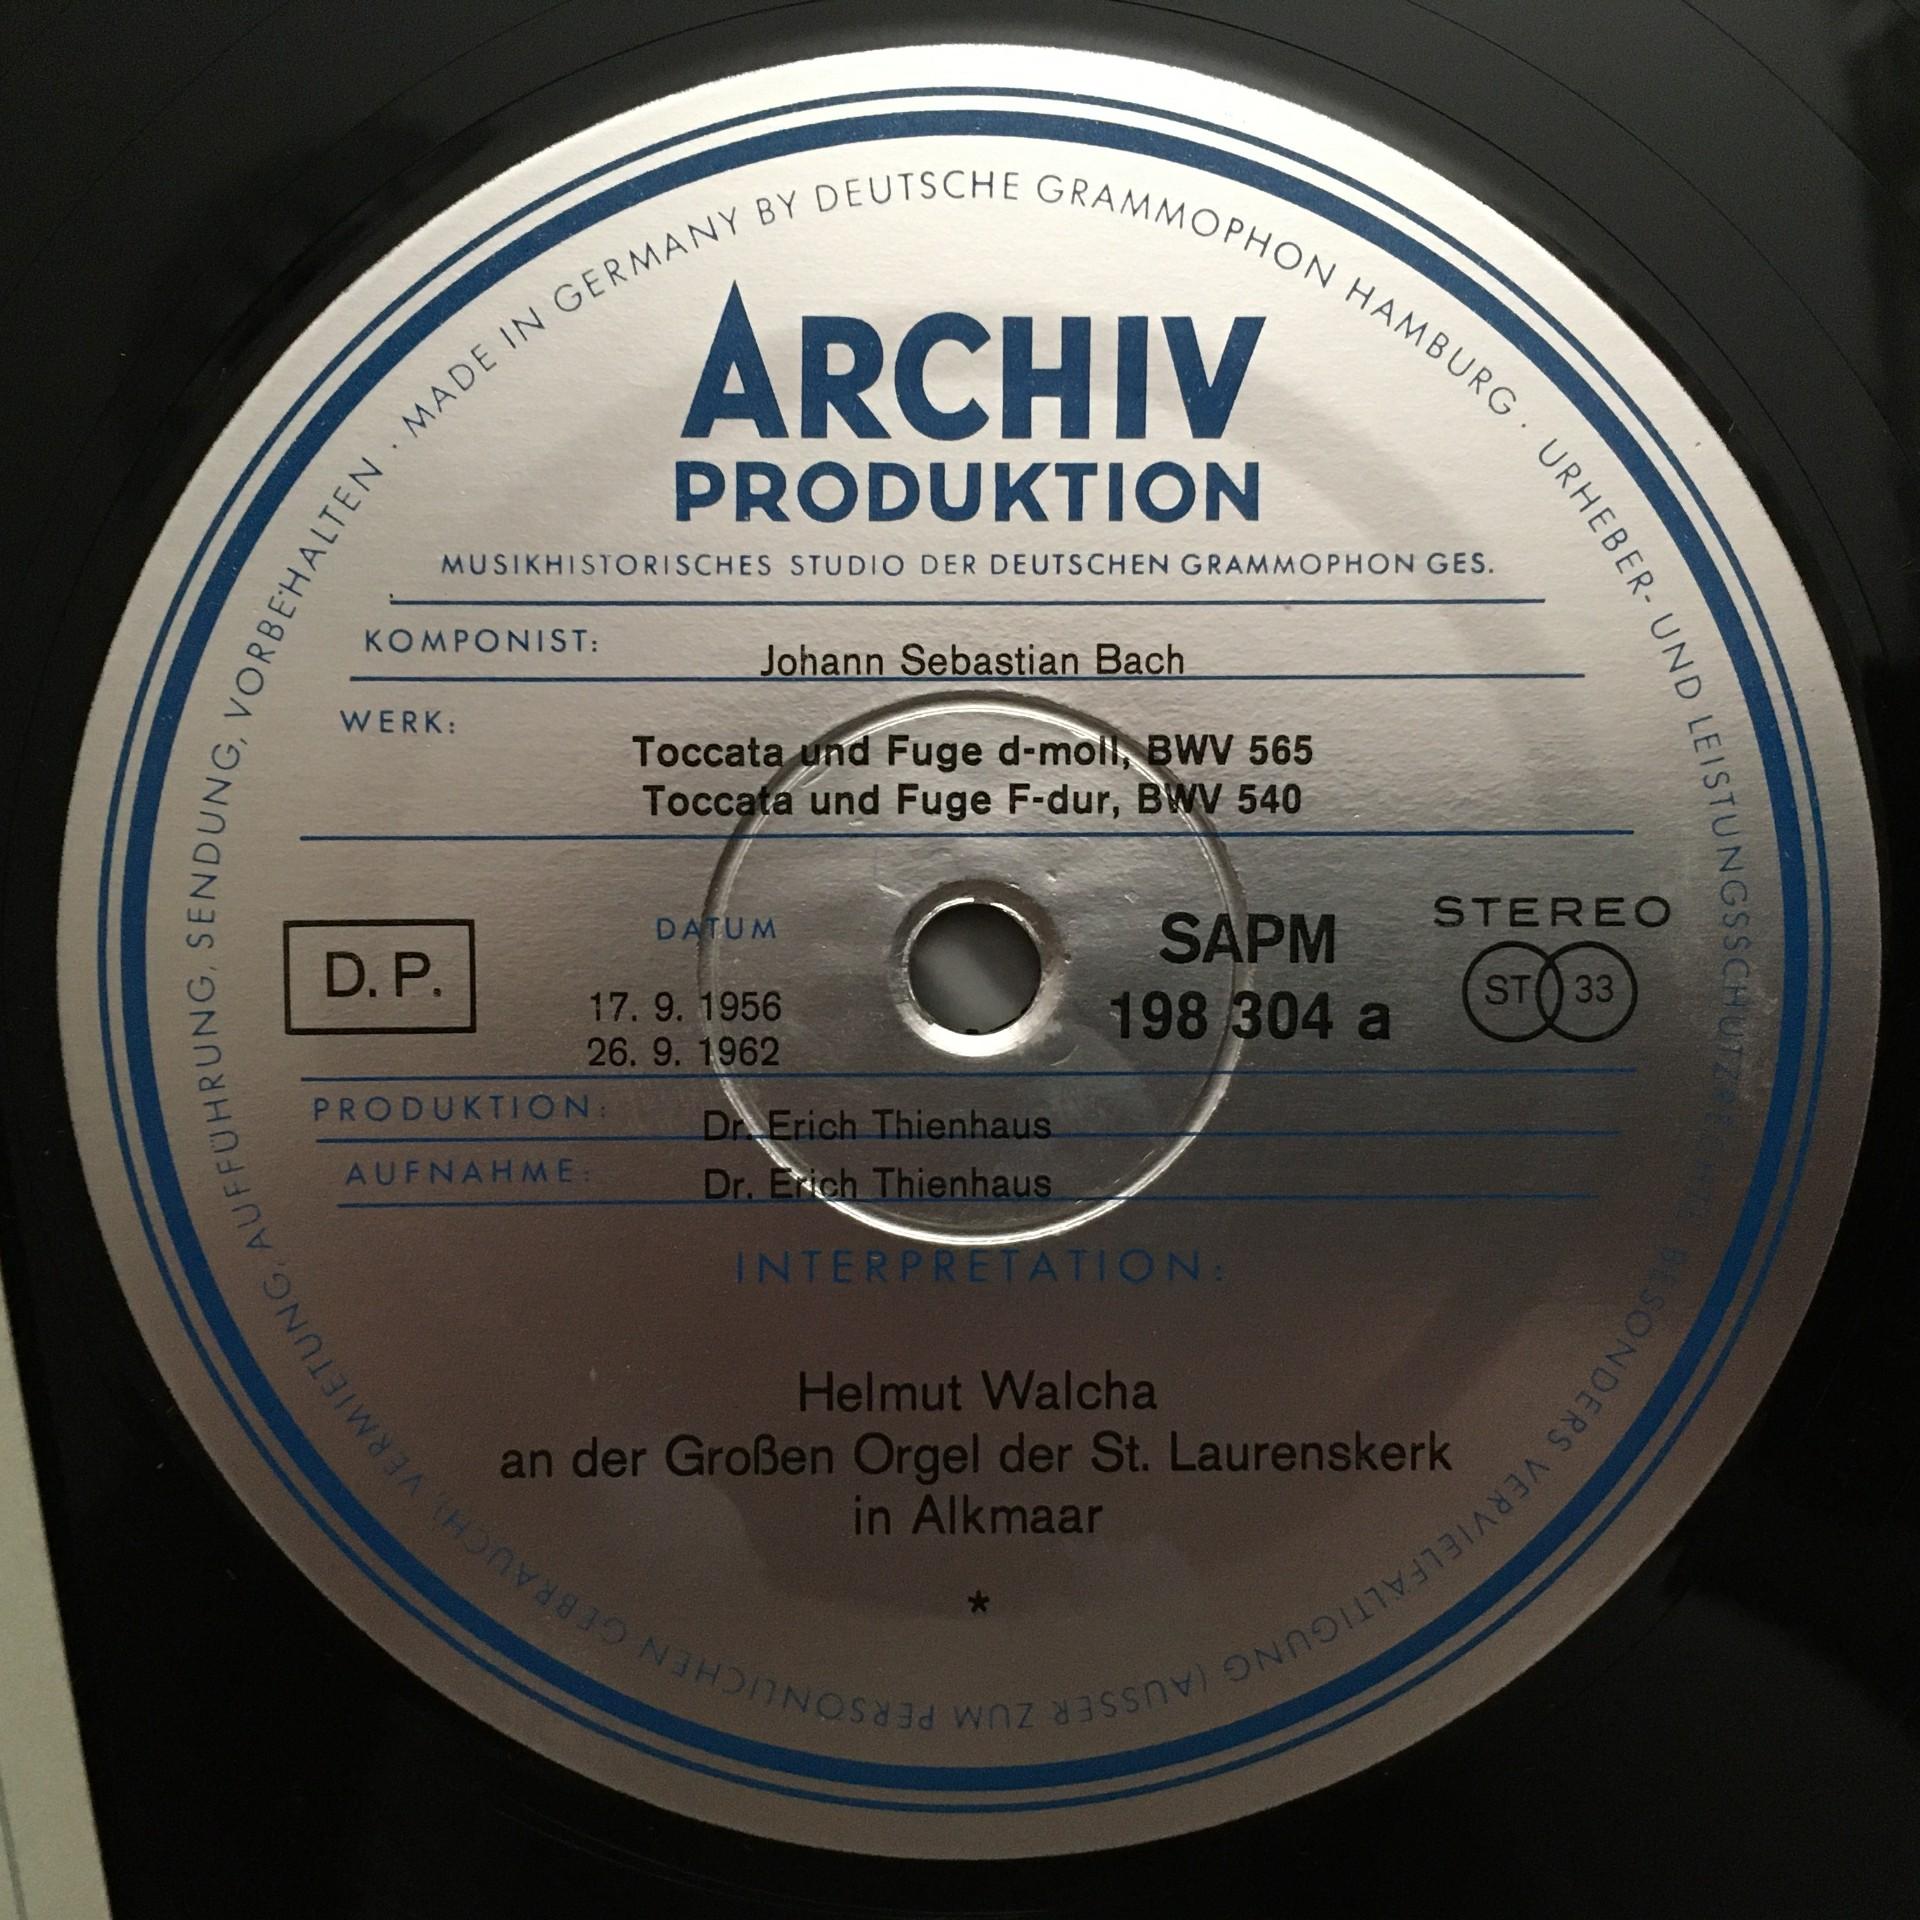 MADE IN GERMANY BY DEUTSCHE GRAMMOPHON HAMBURG · URHEBER- UND LEISTUNGSSCHUTZRECHTE, BESONDERS VERVIELFÄLTIGUNG (AUSSER ZUM PERSÖNLICHEN GEBRAUCH), VERMIETUNG, AUFFÜHRUNG, SENDUNG, VORBEHALTEN ·
ARCHIV
PRODUKTION
MUSIKHISTORISCHES STUDIO DER DEUTSCHEN GRAMMOPHON GES.
KOMPONIST: Johann Sebastian Bach
WERK:
Toccata und Fuge d-moll, BWV 565
Toccata und Fuge F-dur, BWV 540
D. P.
DATUM
17. 9. 1956
26. 9. 1962
SAPM
198 304 a
STEREO
ST 33
PRODUKTION: Dr. Erich Thienhaus
AUFNAHME: Dr. Erich Thienhaus
INTERPRETATION:
Helmut Walcha
an der Großen Orgel der St. Laurenskerk
in Alkmaar
*